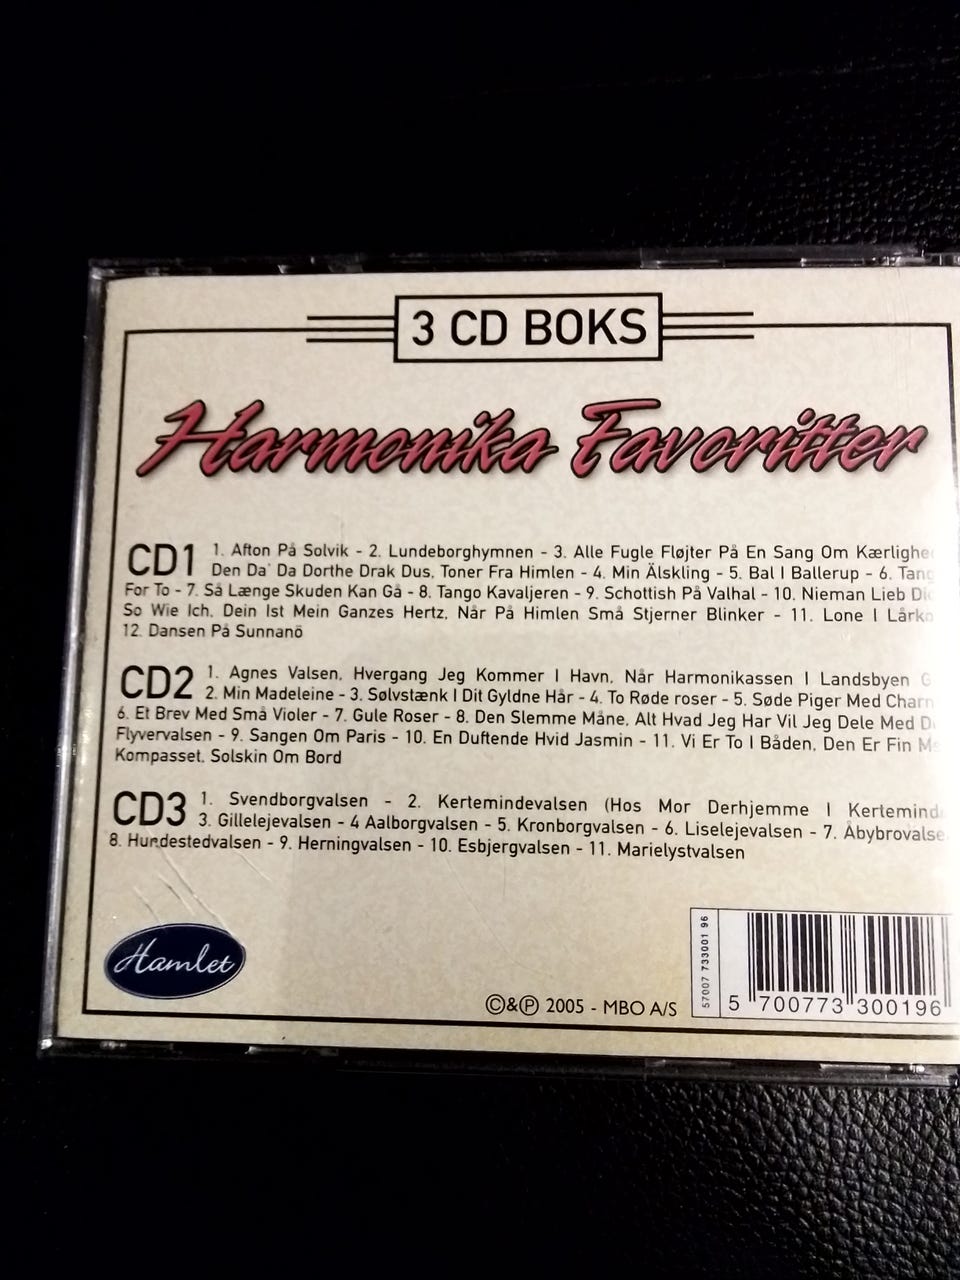 3 CD BOKS
Harmonika Favoritter
CD1 1. Afton På Solvik - 2. Lundeborghymnen - 3. Alle Fugle Fløjter På En Sang Om
Den Da' Da Dorthe Drak Dus, Toner Fra Himlen - 4. Min Älskling - 5. Bal I Ballerup - 6.
For To - 7. Så Længe Skuden Kan Gå - 8. Tango Kavaljeren - 9. Schottish På Valhal - 10. Nieman Lieb
So Wie Ich, Dein Ist Mein Ganzes Hertz, Når På Himlen Små Stjerner Blinker - 11. Lone I
12. Dansen På Sunnanö
CD2 1. Agnes Valsen, Hvergang Jeg Kommer I Havn, Når Harmonikassen I Landsbyen
2. Min Madeleine - 3. Sølvstænk I Dit Gyldne Hår - 4. To Røde roser - 5. Søde Piger Med
6. Et Brev Med Små Violer - 7. Gule Roser - 8. Den Slemme Måne, Alt Hvad Jeg Har Vil Jeg Dele Med
Flyvervalsen - 9. Sangen Om Paris - 10. En Duftende Hvid Jasmin - 11. Vi Er To I Båden, Den Er Fin
Kompasset, Solskin Om Bord
CD3 1. Svendborgvalsen - 2. Kertemindevalsen (Hos Mor Derhjemme I
3. Gillelejevalsen - 4 Aalborgvalsen - 5. Kronborgvalsen - 6. Liselejevalsen - 7.
8. Hundestedvalsen - 9. Herningvalsen - 10. Esbjergvalsen - 11. Marielystvalsen
Hamlet
©&℗ 2005 - MBO A/S
57007 733001 96
5 700773 300196